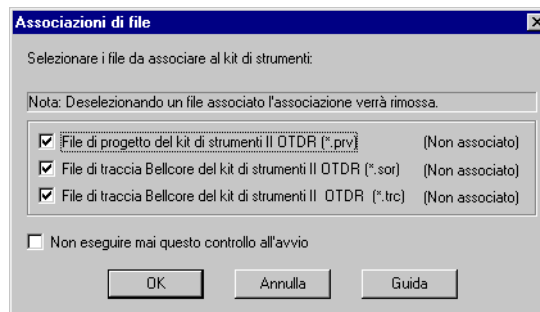 Associazioni di file
Selezionare i file da associare al kit di strumenti:
Nota: Deselezionando un file associato l'associazione verrà rimossa.
File di progetto del kit di strumenti II OTDR (*.prv) (Non associato)
File di traccia Bellcore del kit di strumenti II OTDR (*.sor) (Non associato)
File di traccia Bellcore del kit di strumenti II OTDR (*.trc) (Non associato)
Non eseguire mai questo controllo all'avvio
OK Annulla Guida